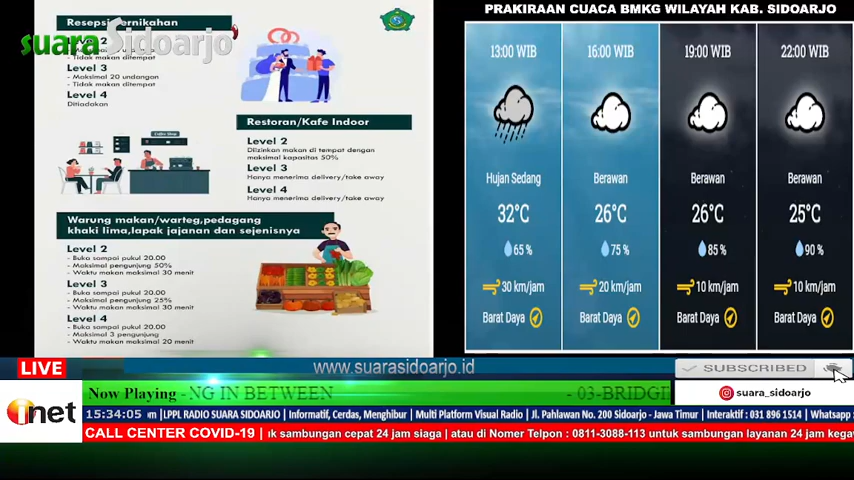 Resepsi Pernikahan
suara Sidoarjo
Level 2
- Tidak makan ditempat
Level 3
- Maksimal 20 undangan
- Tidak makan ditempat
Level 4
Ditiadakan
Restoran/Kafe Indoor
Level 2
Diizinkan makan di tempat dengan
maksimal kapasitas 50%
Level 3
Hanya menerima delivery/take away
Level 4
Hanya menerima delivery/take away
Warung makan/warteg,pedagang
khaki lima,lapak jajanan dan sejenisnya
Level 2
- Buka sampai pukul 20.00
- Maksimal pengunjung 50%
- Waktu makan maksimal 30 menit
Level 3
- Buka sampai pukul 20.00
- Maksimal pengunjung 25%
- Waktu makan maksimal 30 menit
Level 4
- Buka sampai pukul 20.00
- Maksimal 3 pengunjung
- Waktu makan maksimal 20 menit
PRAKIRAAN CUACA BMKG WILAYAH KAB. SIDOARJO
13:00 WIB 16:00 WIB 19:00 WIB 22:00 WIB
Hujan Sedang Berawan Berawan Berawan
32°C 26°C 26°C 25°C
65 % 75 % 85 % 90 %
30 km/jam 20 km/jam 10 km/jam 10 km/jam
Barat Daya Barat Daya Barat Daya Barat Daya
LIVE www.suarasidoarjo.id SUBSCRIBED
Now Playing - NG IN BETWEEN - 03-BRIDGE
suara_sidoarjo
inet
15:34:05 m |LPPL RADIO SUARA SIDOARJO | Informatif, Cerdas, Menghibur | Multi Platform Visual Radio | Jl. Pahlawan No. 200 Sidoarjo - Jawa Timur | Interaktif : 031 896 1514 | Whatsapp :
CALL CENTER COVID-19 | k sambungan cepat 24 jam siaga | atau di Nomer Telpon : 0811-3088-113 untuk sambungan layanan 24 jam kega